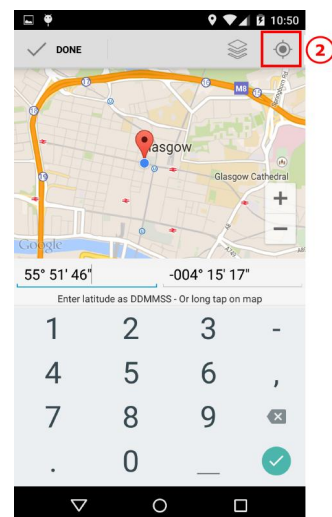 10:50
DONE
2
M8
asgow
Glasgow Cathedral
+
−
Google
55° 51' 46" -004° 15' 17"
Enter latitude as DDMMSS - Or long tap on map
1 2 3 -
4 5 6 ,
7 8 9
. 0 _